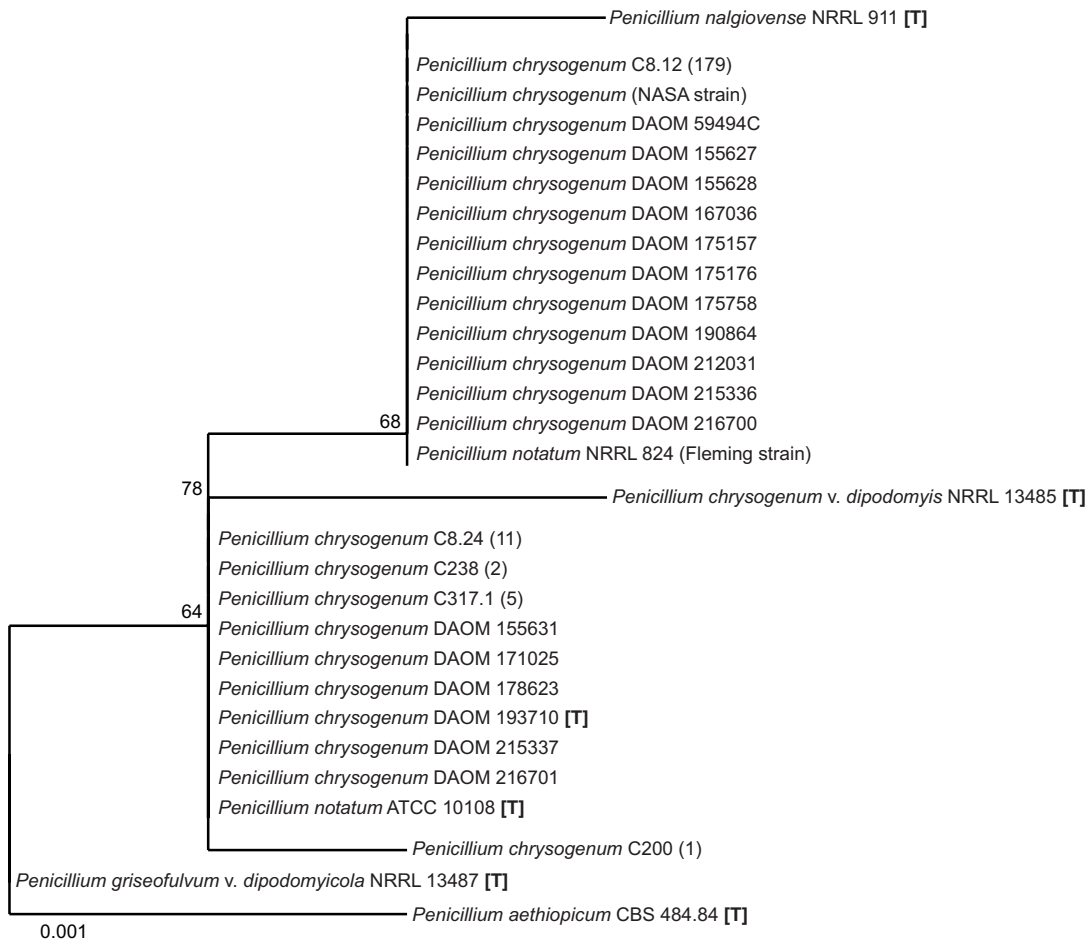 Penicillium nalgiovense NRRL 911 [T]
Penicillium chrysogenum C8.12 (179)
Penicillium chrysogenum (NASA strain)
Penicillium chrysogenum DAOM 59494C
Penicillium chrysogenum DAOM 155627
Penicillium chrysogenum DAOM 155628
Penicillium chrysogenum DAOM 167036
Penicillium chrysogenum DAOM 175157
Penicillium chrysogenum DAOM 175176
Penicillium chrysogenum DAOM 175758
Penicillium chrysogenum DAOM 190864
Penicillium chrysogenum DAOM 212031
Penicillium chrysogenum DAOM 215336
68 Penicillium chrysogenum DAOM 216700
Penicillium notatum NRRL 824 (Fleming strain)
78
Penicillium chrysogenum v. dipodomyis NRRL 13485 [T]
Penicillium chrysogenum C8.24 (11)
Penicillium chrysogenum C238 (2)
Penicillium chrysogenum C317.1 (5)
64
Penicillium chrysogenum DAOM 155631
Penicillium chrysogenum DAOM 171025
Penicillium chrysogenum DAOM 178623
Penicillium chrysogenum DAOM 193710 [T]
Penicillium chrysogenum DAOM 215337
Penicillium chrysogenum DAOM 216701
Penicillium notatum ATCC 10108 [T]
Penicillium chrysogenum C200 (1)
Penicillium griseofulvum v. dipodomyicola NRRL 13487 [T]
Penicillium aethiopicum CBS 484.84 [T]
0.001